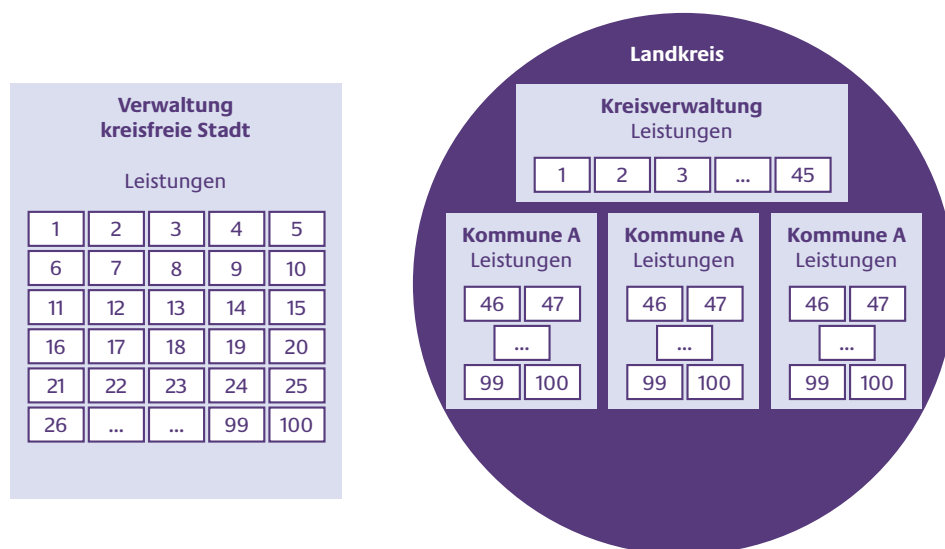 Verwaltung
kreisfreie Stadt
Leistungen
1 2 3 4 5
6 7 8 9 10
11 12 13 14 15
16 17 18 19 20
21 22 23 24 25
26 ... ... 99 100
Landkreis
Kreisverwaltung
Leistungen
1 2 3 ... 45
Kommune A
Leistungen
46 47
...
99 100
Kommune A
Leistungen
46 47
...
99 100
Kommune A
Leistungen
46 47
...
99 100